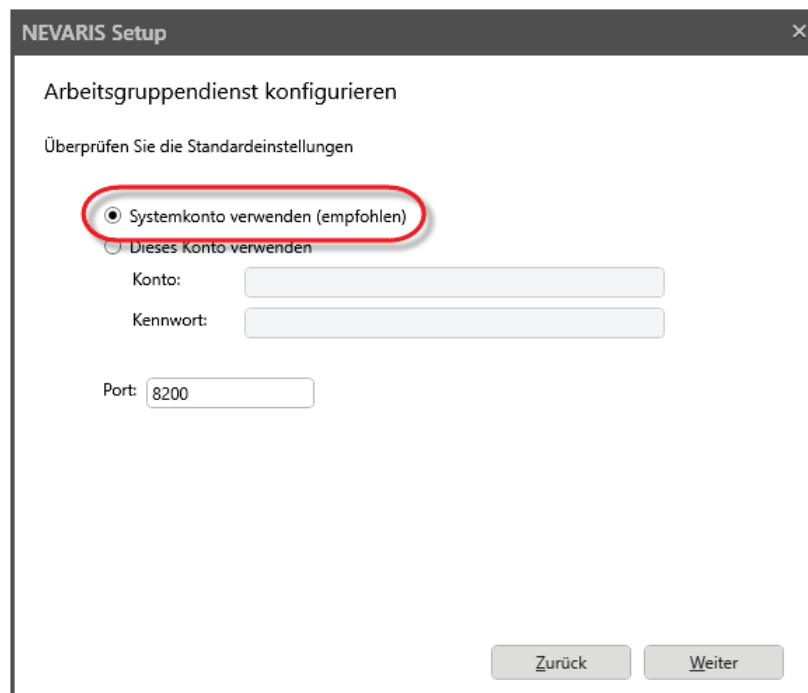 NEVARIS Setup
Arbeitsgruppendienst konfigurieren
Überprüfen Sie die Standardeinstellungen
Systemkonto verwenden (empfohlen)
Dieses Konto verwenden
Konto:
Kennwort:
Port: 8200
Zurück Weiter